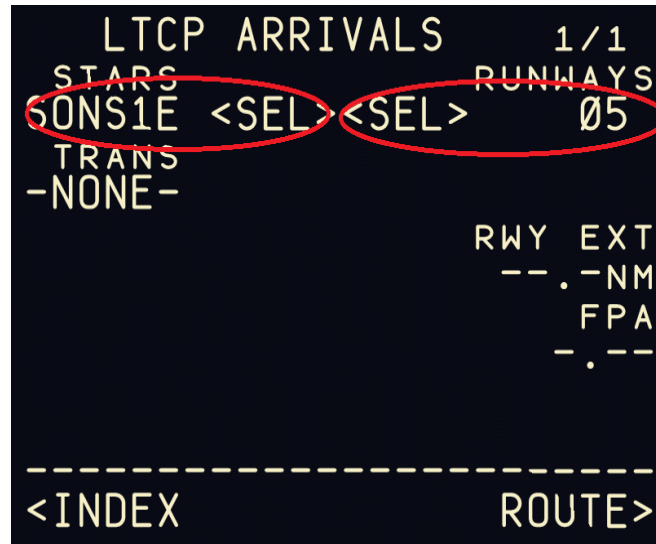 LTCP ARRIVALS 1/1
STARS RUNWAYS
SONS1E <SEL> <SEL> Ø5
TRANS
-NONE-
RWY EXT
--.-NM
FPA
-.--
------------------------
<INDEX ROUTE>